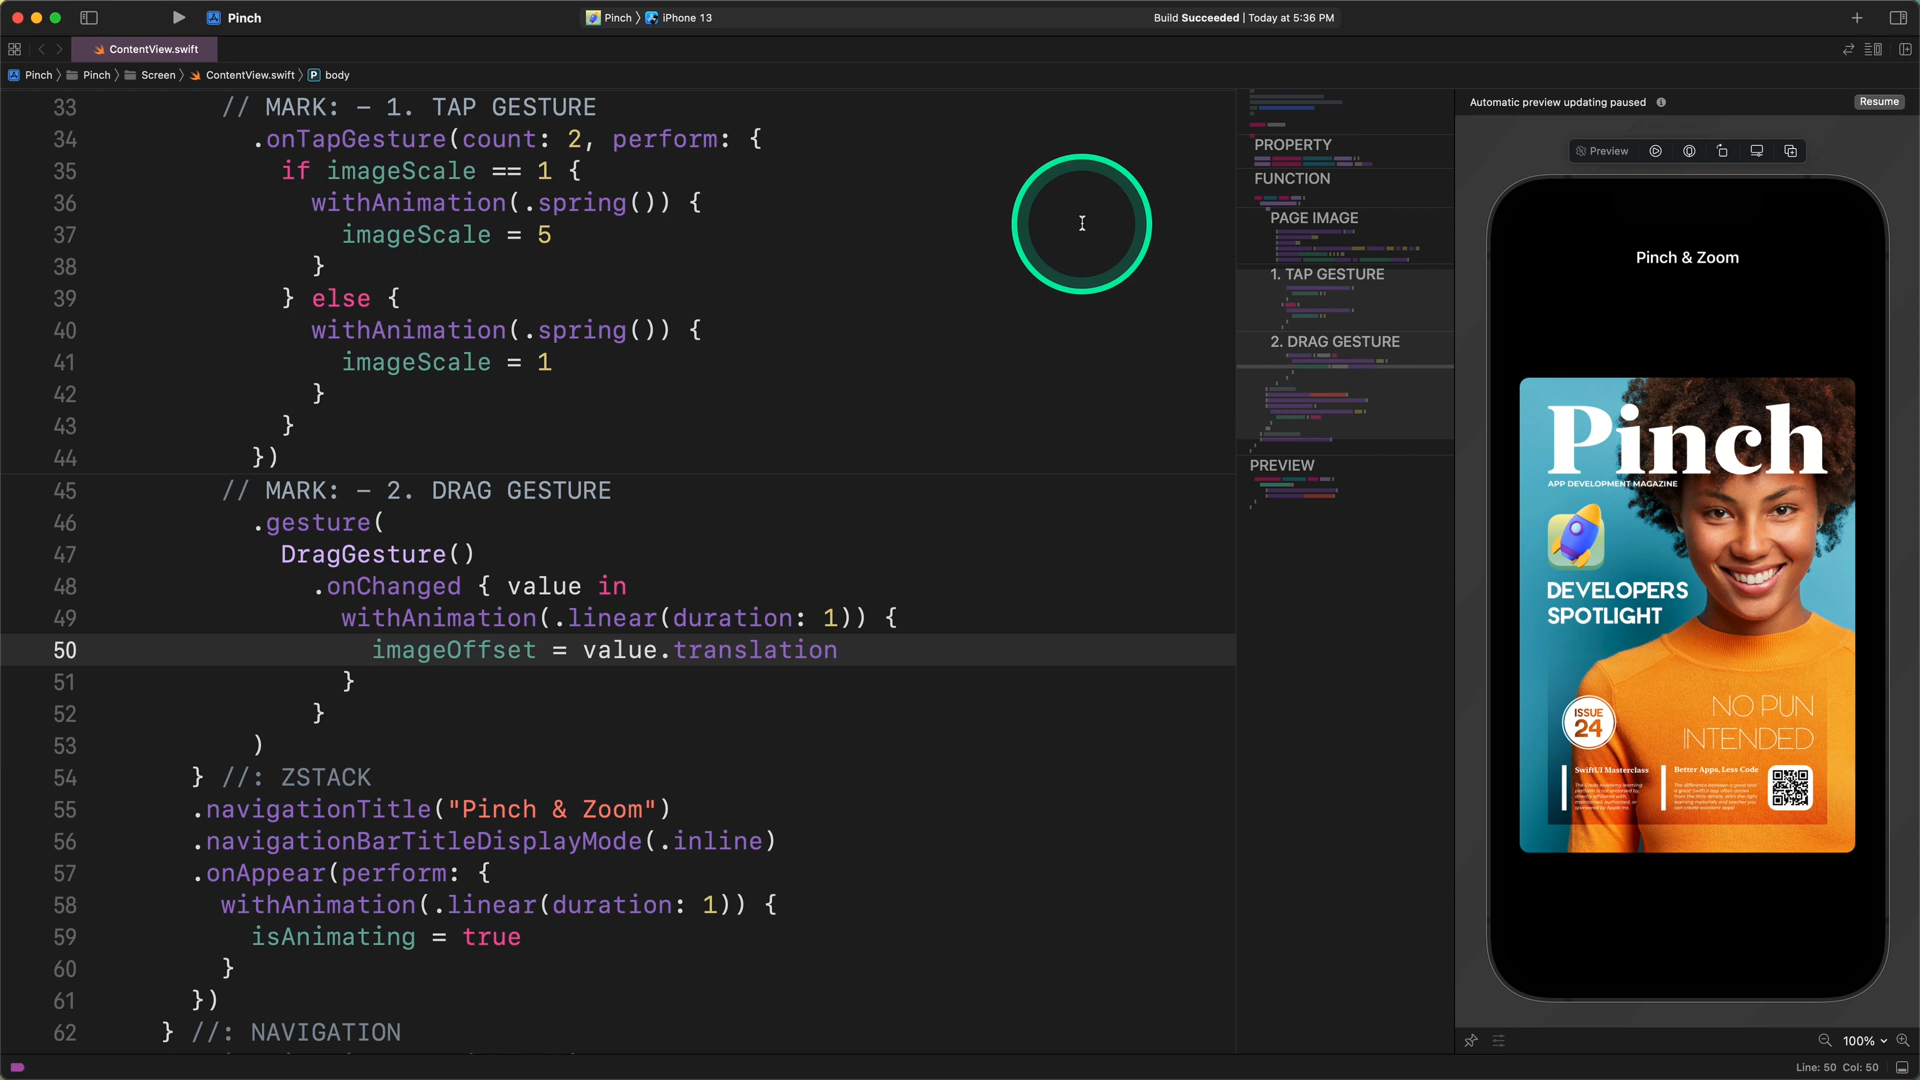 Pinch
Pinch 〉 iPhone 13
Build Succeeded | Today at 5:36 PM
ContentView.swift
Pinch 〉 Pinch 〉 Screen 〉 ContentView.swift 〉 P body
33 // MARK: - 1. TAP GESTURE
34 .onTapGesture(count: 2, perform: {
35 if imageScale == 1 {
36 withAnimation(.spring()) {
37 imageScale = 5
38 }
39 } else {
40 withAnimation(.spring()) {
41 imageScale = 1
42 }
43 }
44 })
45 // MARK: - 2. DRAG GESTURE
46 .gesture(
47 DragGesture()
48 .onChanged { value in
49 withAnimation(.linear(duration: 1)) {
50 imageOffset = value.translation
51 }
52 }
53 )
54 } //: ZSTACK
55 .navigationTitle("Pinch & Zoom")
56 .navigationBarTitleDisplayMode(.inline)
57 .onAppear(perform: {
58 withAnimation(.linear(duration: 1)) {
59 isAnimating = true
60 }
61 })
62 } //: NAVIGATION
PROPERTY
FUNCTION
PAGE IMAGE
1. TAP GESTURE
2. DRAG GESTURE
PREVIEW
Automatic preview updating paused
Resume
Preview
Pinch & Zoom
Pinch
APP DEVELOPMENT MAGAZINE
DEVELOPERS
SPOTLIGHT
ISSUE
24
NO PUN
INTENDED
SwiftUI Masterclass
Better Apps, Less Code
100%
Line: 50 Col: 50